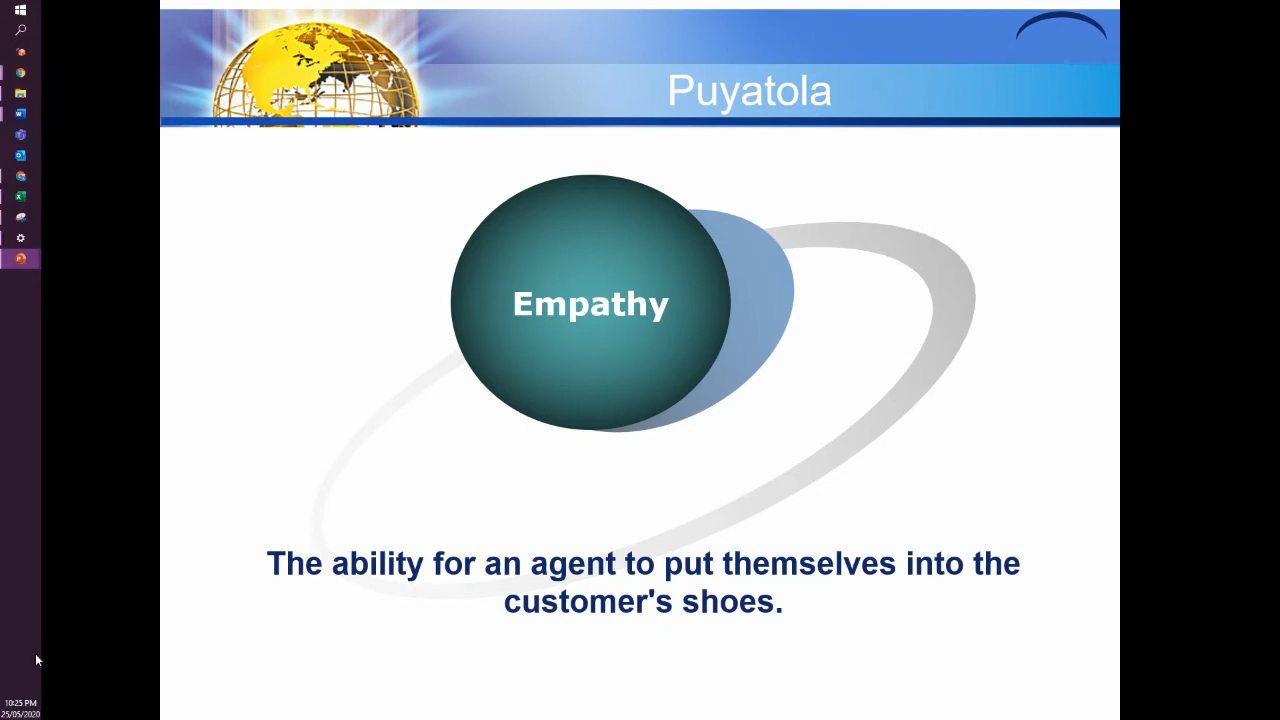 Puyatola
Empathy
The ability for an agent to put themselves into the
customer's shoes.
10:25 PM
25/05/2020